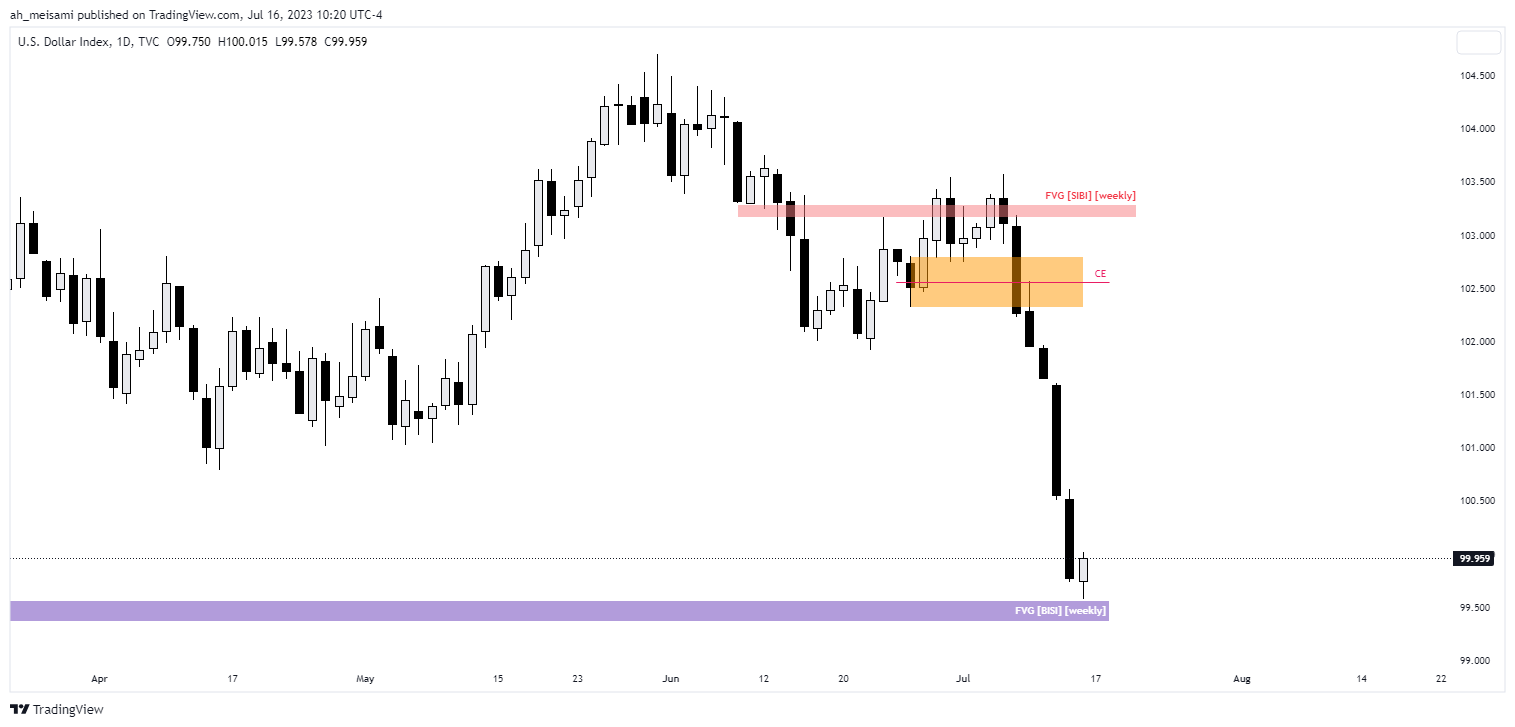 ah_meisami published on TradingView.com, Jul 16, 2023 10:20 UTC-4
U.S. Dollar Index, 1D, TVC O99.750 H100.015 L99.578 C99.959
104.500
104.000
103.500
FVG [SIBI] [weekly]
103.000
CE
102.500
102.000
101.500
101.000
100.500
99.959
99.500
FVG [BISI] [weekly]
99.000
Apr 17 May 15 23 Jun 12 20 Jul 17 Aug 14 22
TradingView